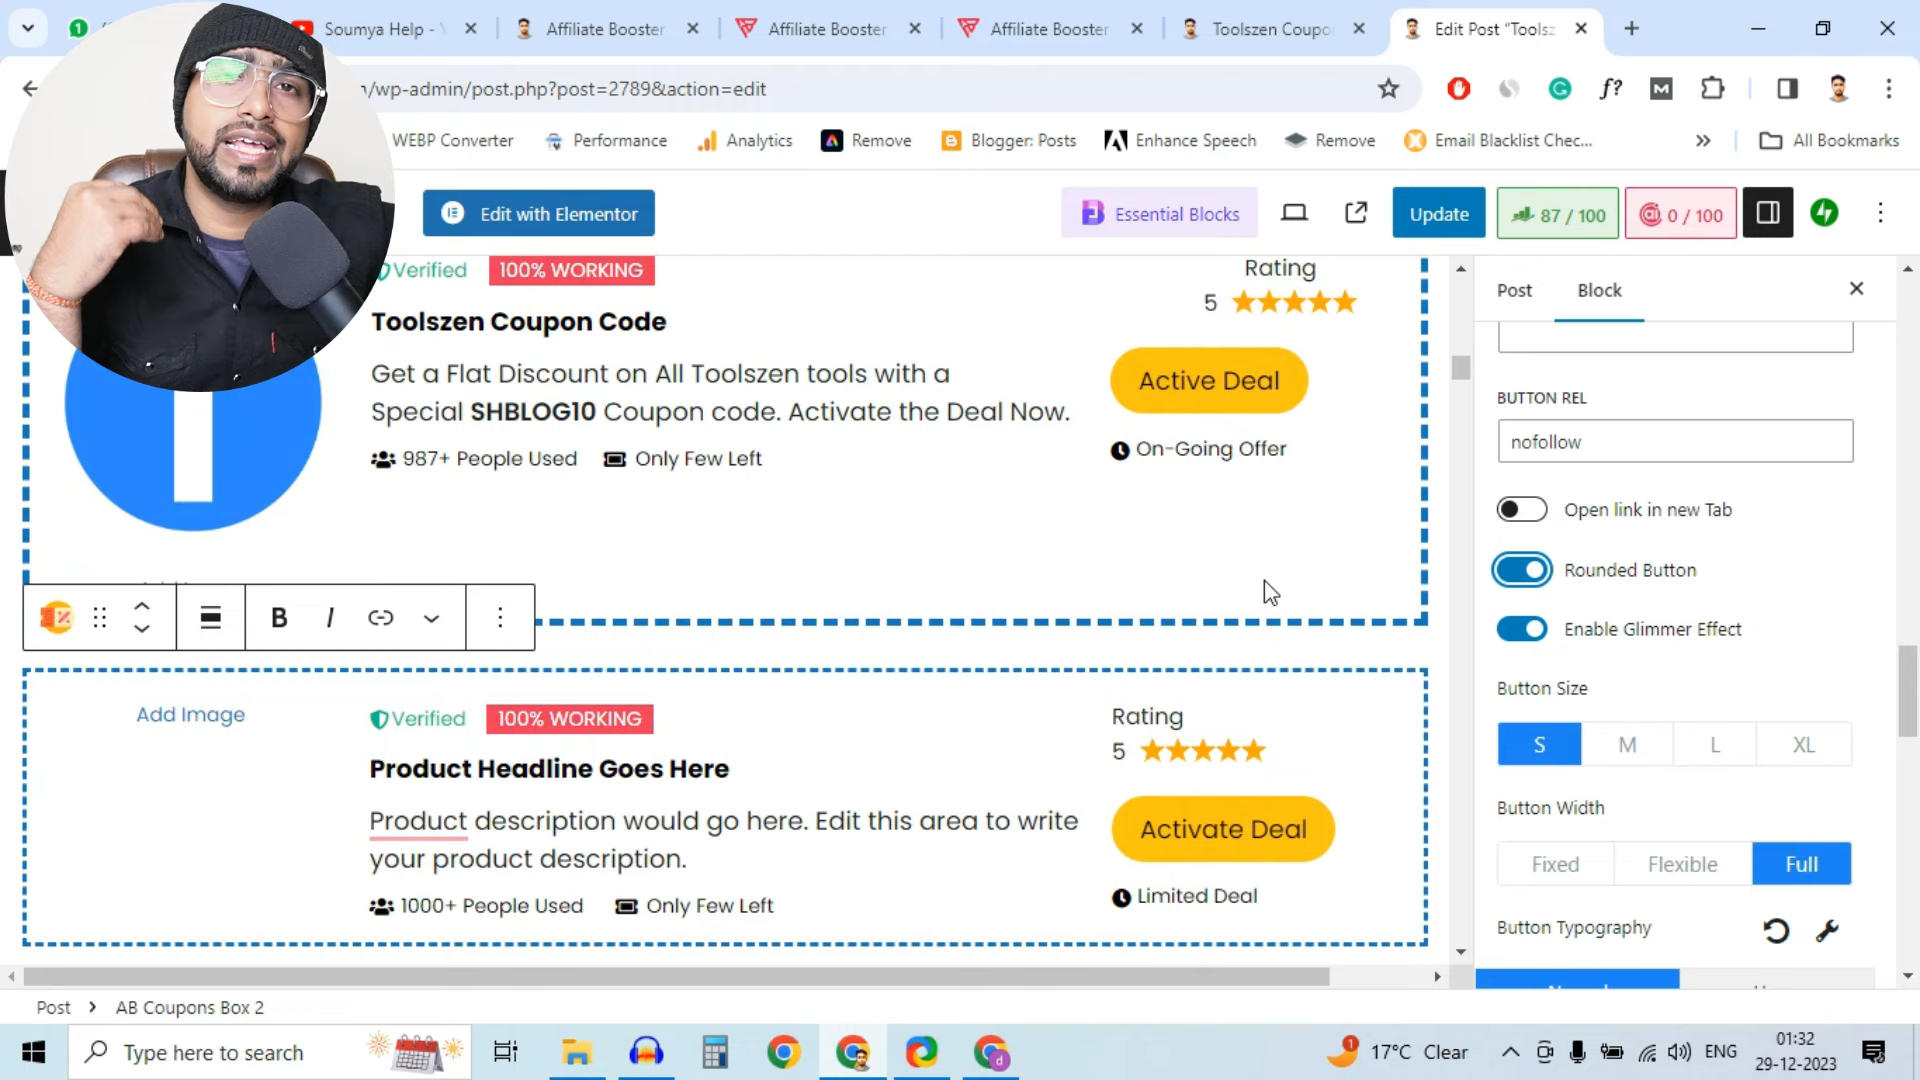 1
Soumya Help -
Affiliate Booster
Affiliate Booster
Affiliate Booster
Toolszen Coupo
Edit Post “Toolsz
/wp-admin/post.php?post=2789&action=edit
WEBP Converter
Performance
Analytics
Remove
Blogger: Posts
Enhance Speech
Remove
Email Blacklist Chec...
All Bookmarks
Edit with Elementor
Essential Blocks
Update
87 / 100
0 / 100
Verified
100% WORKING
Rating
5
Toolszen Coupon Code
Get a Flat Discount on All Toolszen tools with a
Special SHBLOG10 Coupon code. Activate the Deal Now.
Active Deal
987+ People Used
Only Few Left
On-Going Offer
B I
Add Image
Verified
100% WORKING
Rating
5
Product Headline Goes Here
Product description would go here. Edit this area to write
your product description.
Activate Deal
1000+ People Used
Only Few Left
Limited Deal
Post
Block
BUTTON REL
nofollow
Open link in new Tab
Rounded Button
Enable Glimmer Effect
Button Size
S
M
L
XL
Button Width
Fixed
Flexible
Full
Button Typography
Post
AB Coupons Box 2
Type here to search
1
17°C Clear
ENG
01:32
29-12-2023